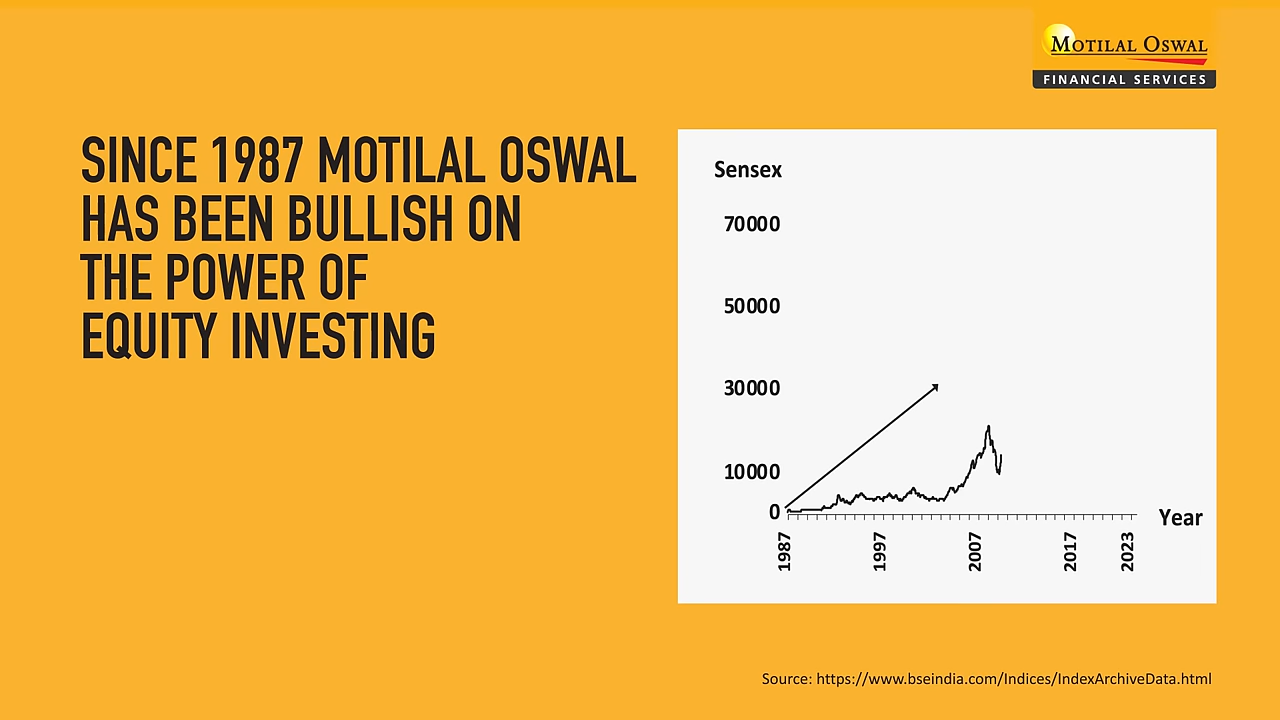 MOTILAL OSWAL
FINANCIAL SERVICES
SINCE 1987 MOTILAL OSWAL
HAS BEEN BULLISH ON
THE POWER OF
EQUITY INVESTING
Sensex
70000
50000
30000
10000
0
Year
1987
1997
2007
2017
2023
Source: https://www.bseindia.com/Indices/IndexArchiveData.html